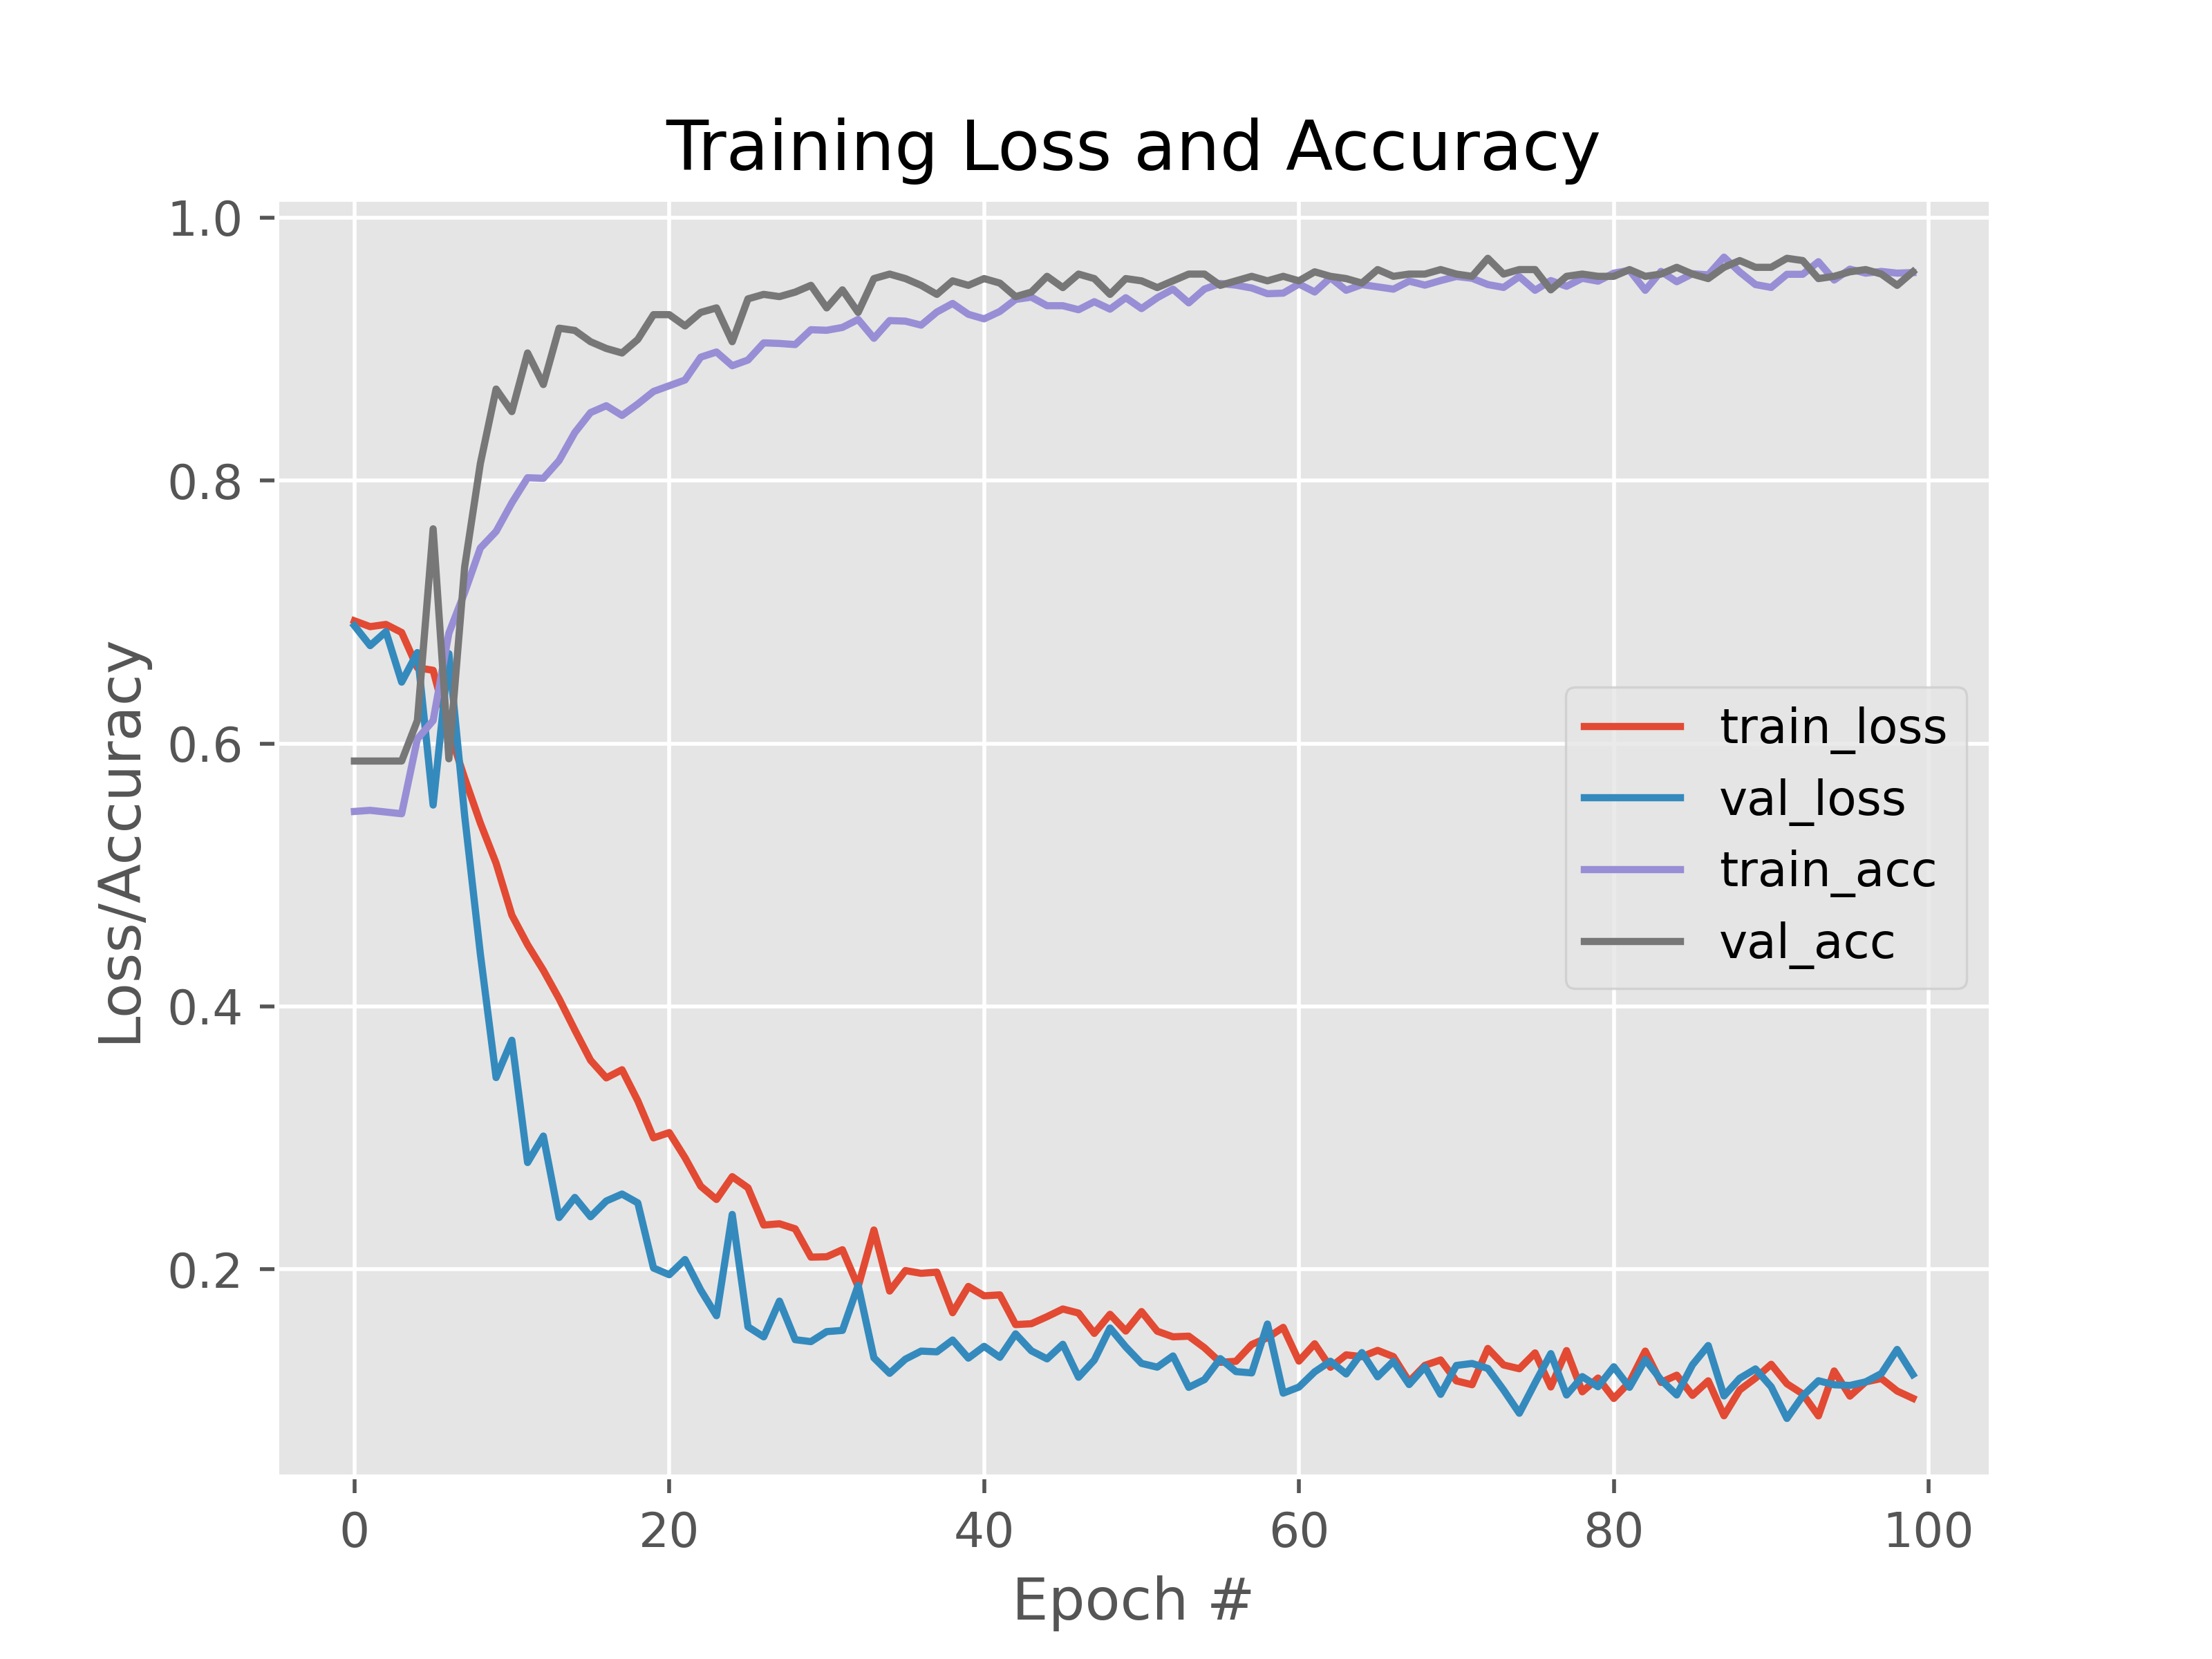 Training Loss and Accuracy
1.0
0.8
0.6
0.4
0.2
Loss/Accuracy
train_loss
val_loss
train_acc
val_acc
0 20 40 60 80 100
Epoch #